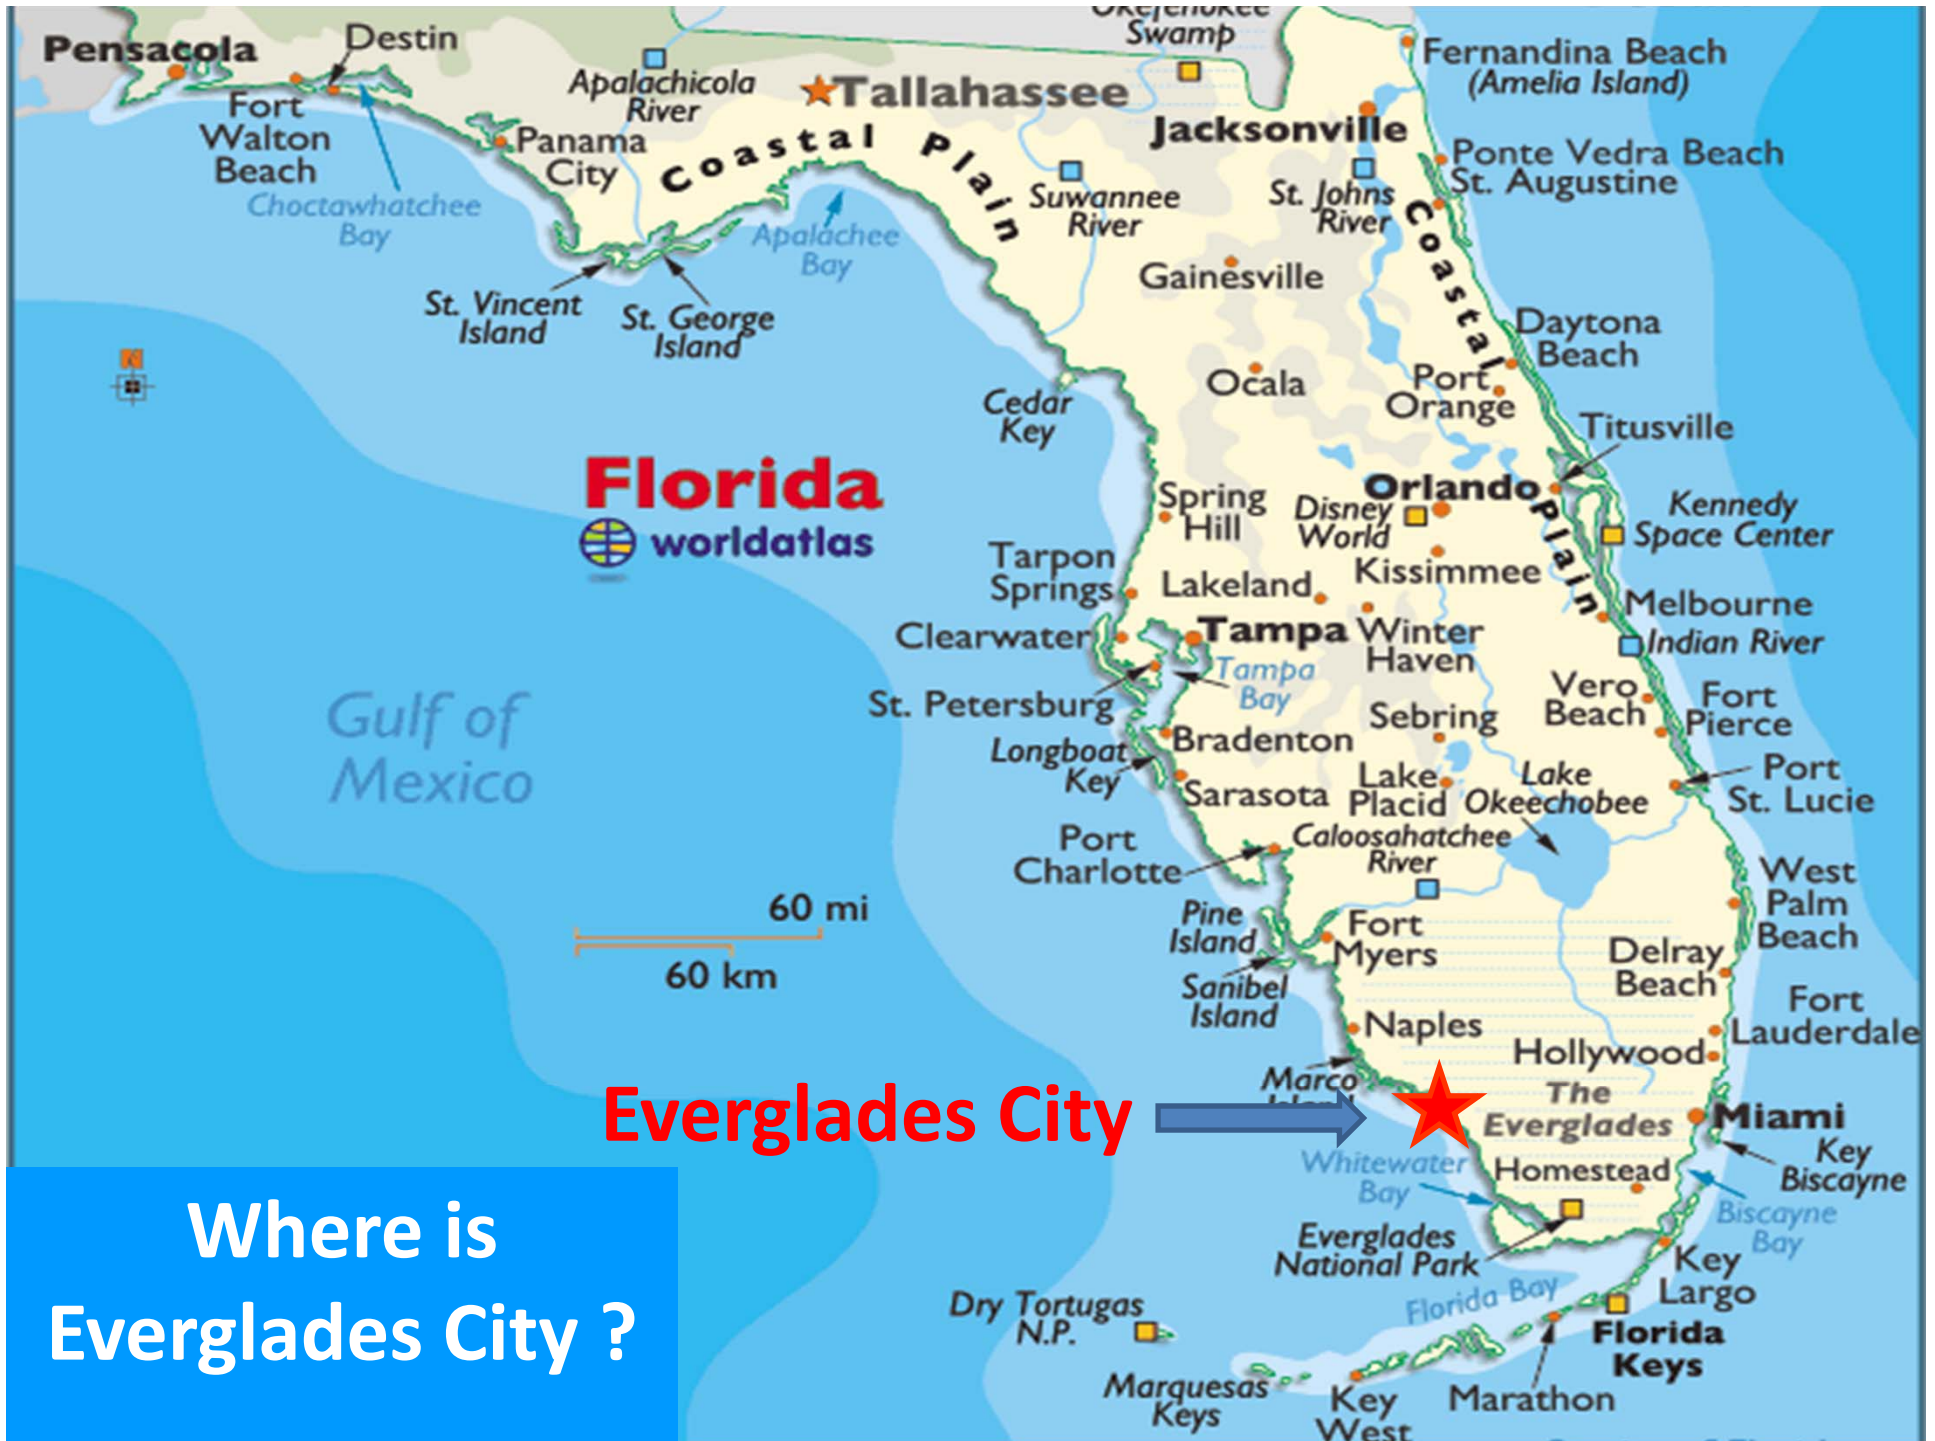 Okefenokee
Swamp
Pensacola
Destin
Fernandina Beach
(Amelia Island)
Apalachicola
River
Tallahassee
Fort
Walton
Beach
Panama
City
Coastal Plain
Jacksonville
Ponte Vedra Beach
St. Augustine
Choctawhatchee
Bay
Suwannee
River
St. Johns
River
Apalachee
Bay
Coastal Plain
St. Vincent
Island
St. George
Island
Gainesville
N
Daytona
Beach
Ocala
Port
Orange
Cedar
Key
Titusville
Florida
worldatlas
Spring
Hill
Disney
World
Orlando
Kennedy
Space Center
Tarpon
Springs
Lakeland
Kissimmee
Melbourne
Clearwater
Tampa
Winter
Haven
Indian River
Tampa
Bay
St. Petersburg
Vero
Beach
Fort
Pierce
Gulf of
Mexico
Sebring
Bradenton
Longboat
Key
Sarasota
Lake
Placid
Lake
Okeechobee
Port
St. Lucie
Port
Charlotte
Caloosahatchee
River
West
Palm
Beach
60 mi
60 km
Pine
Island
Fort
Myers
Delray
Beach
Sanibel
Island
Naples
Fort
Lauderdale
Hollywood
Marco
Island
Everglades City
The
Everglades
Miami
Key
Biscayne
Whitewater
Bay
Homestead
Biscayne
Bay
Where is
Everglades City ?
Everglades
National Park
Key
Largo
Florida Bay
Dry Tortugas
N.P.
Florida
Keys
Marquesas
Keys
Key
West
Marathon